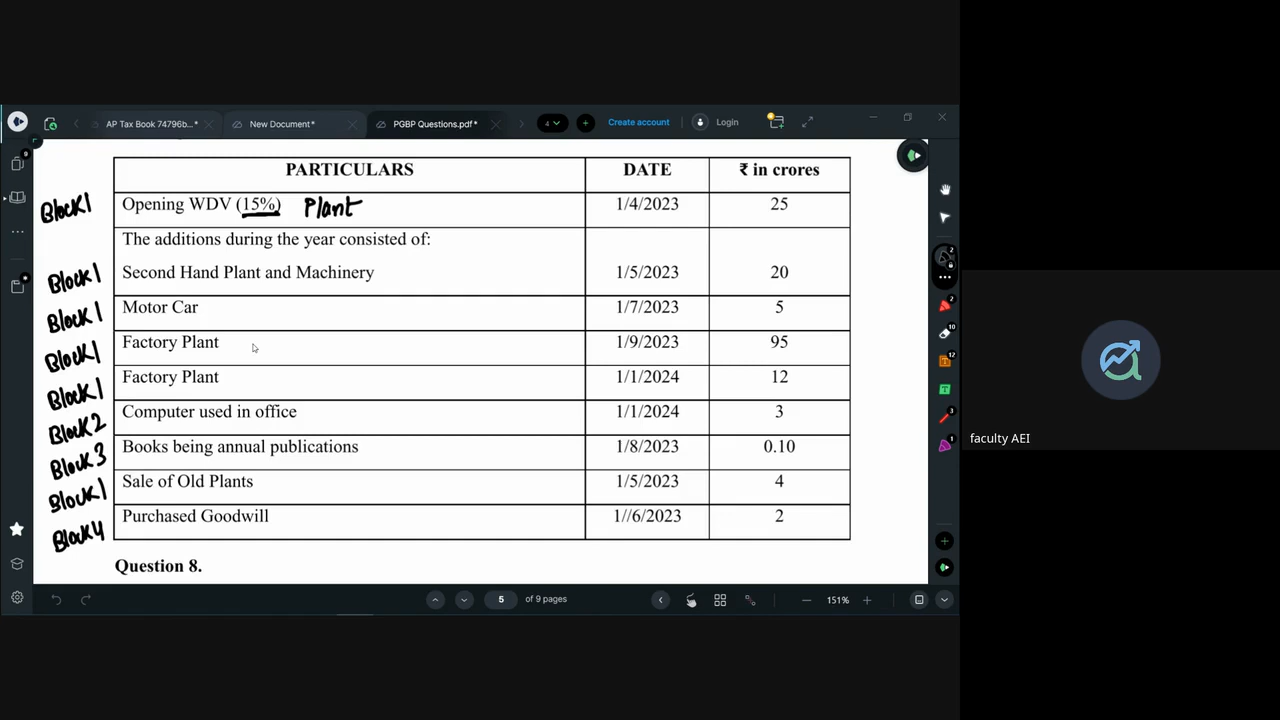 AP Tax Book 74796b...*
New Document*
PGBP Questions.pdf*
4
Create account
Login
PARTICULARS DATE ₹ in crores
Block1 Opening WDV (15%) Plant 1/4/2023 25
The additions during the year consisted of:
Block1 Second Hand Plant and Machinery 1/5/2023 20
Block1 Motor Car 1/7/2023 5
Block1 Factory Plant 1/9/2023 95
Block1 Factory Plant 1/1/2024 12
Block2 Computer used in office 1/1/2024 3
Block3 Books being annual publications 1/8/2023 0.10
Block1 Sale of Old Plants 1/5/2023 4
Block4 Purchased Goodwill 1//6/2023 2
Question 8.
5 of 9 pages
151%
faculty AEI